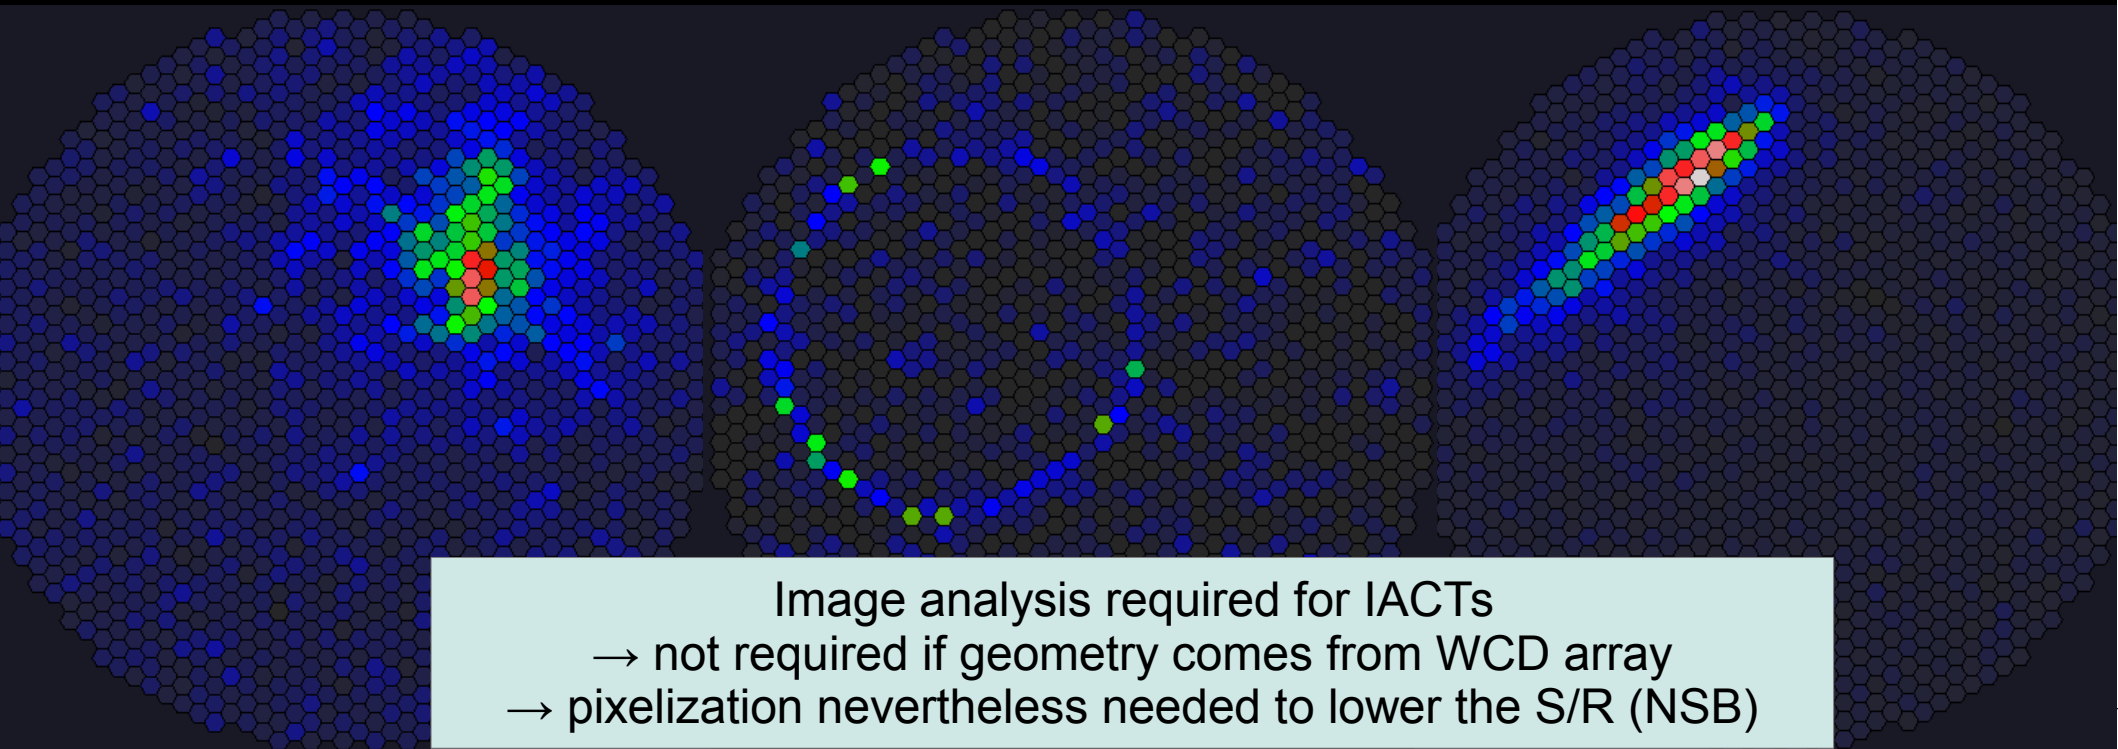 Image analysis required for IACTs
→ not required if geometry comes from WCD array
→ pixelization nevertheless needed to lower the S/R (NSB)